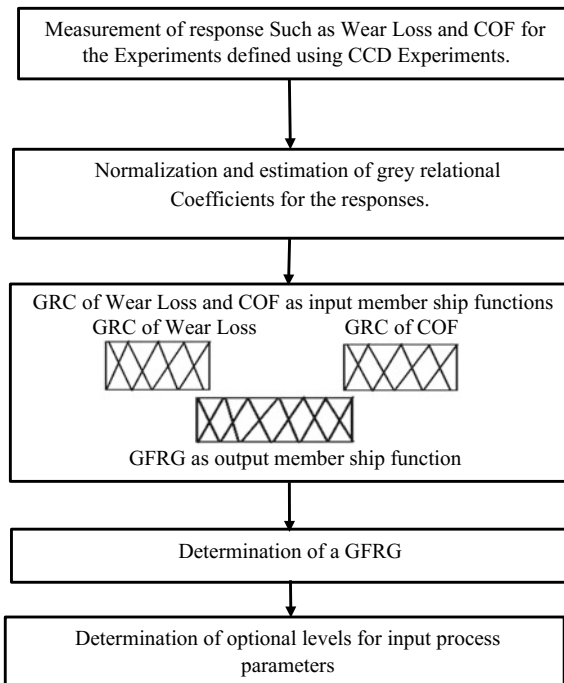 Measurement of response Such as Wear Loss and COF for
the Experiments defined using CCD Experiments.
Normalization and estimation of grey relational
Coefficients for the responses.
GRC of Wear Loss and COF as input member ship functions
GRC of Wear Loss GRC of COF
GFRG as output member ship function
Determination of a GFRG
Determination of optional levels for input process
parameters